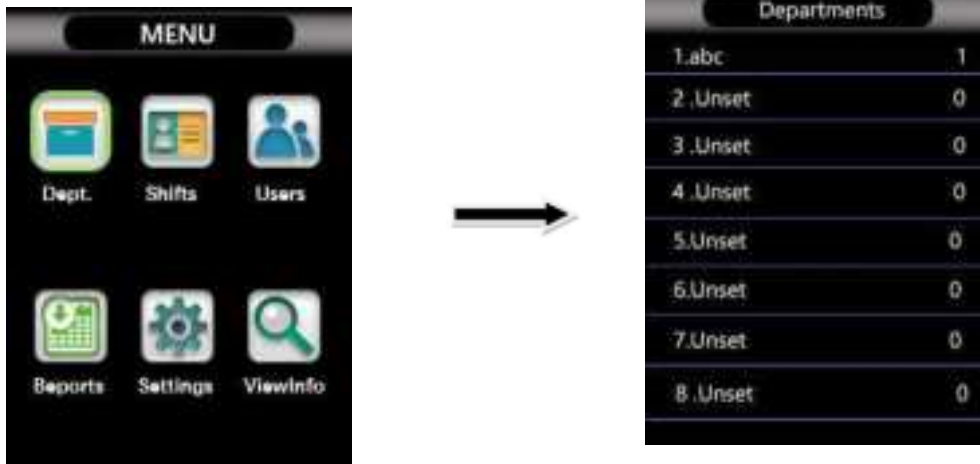 MENU
Dept. Shifts Users
Reports Settings ViewInfo
Departments
1.abc 1
2 .Unset 0
3 .Unset 0
4 .Unset 0
5.Unset 0
6.Unset 0
7.Unset 0
8 .Unset 0